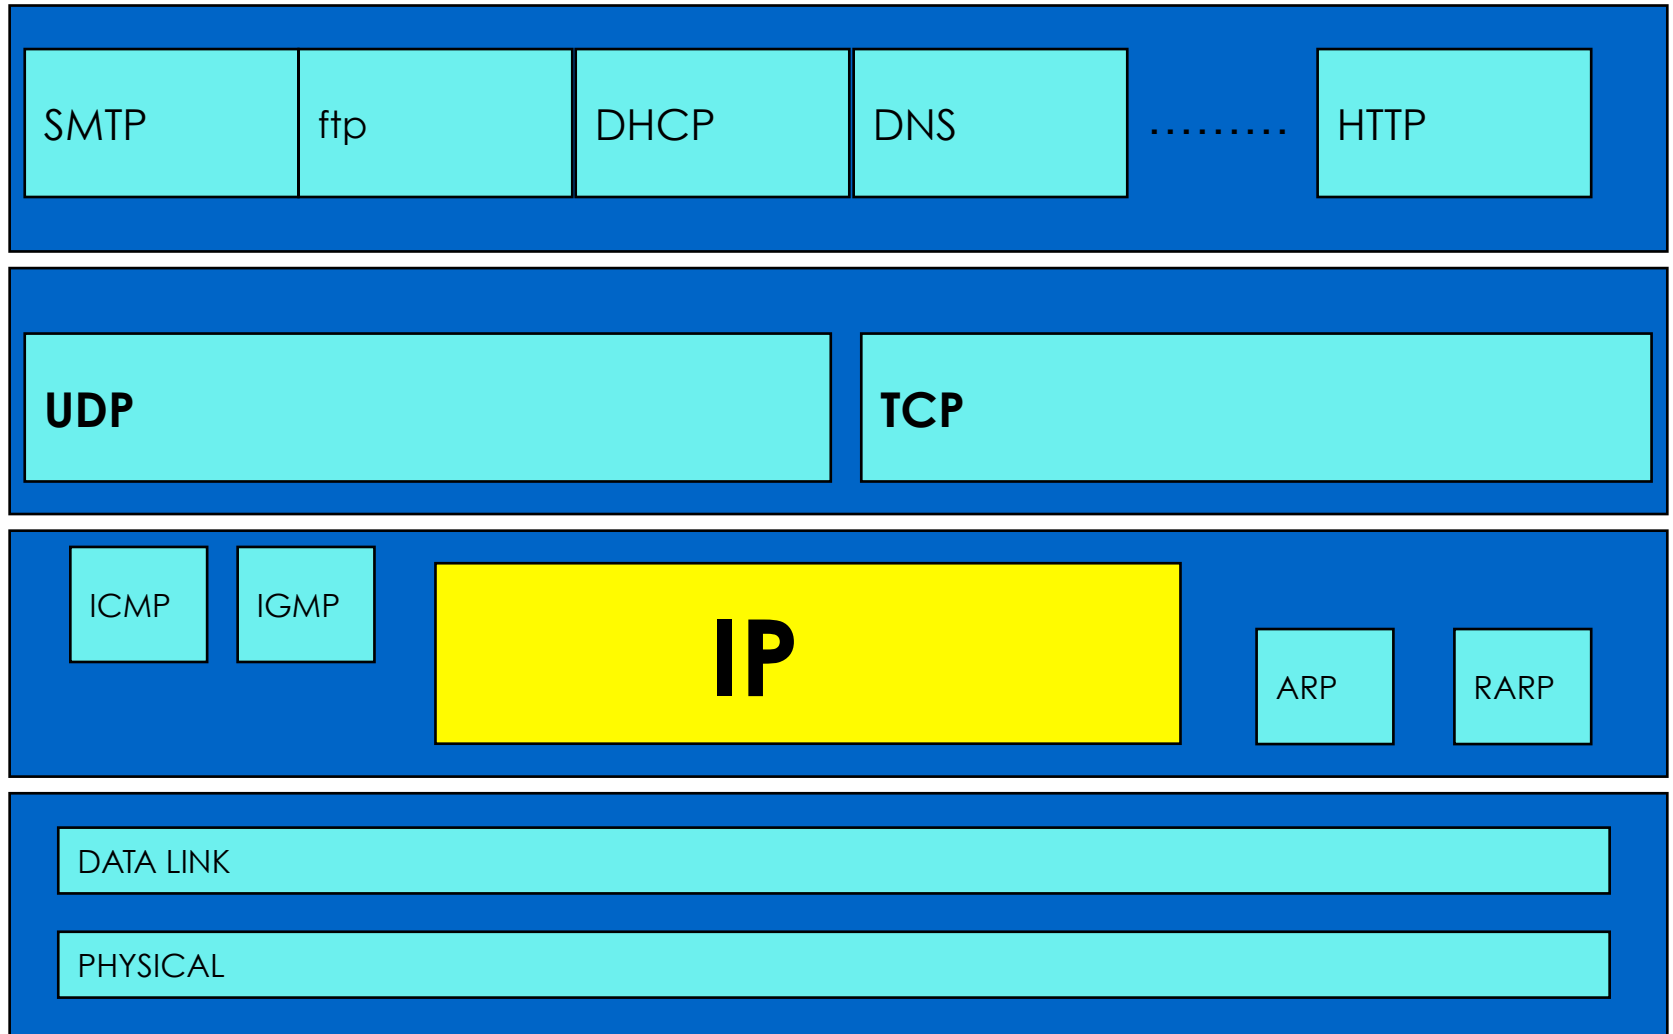 SMTP ftp DHCP DNS ......... HTTP
UDP TCP
ICMP IGMP IP ARP RARP
DATA LINK
PHYSICAL